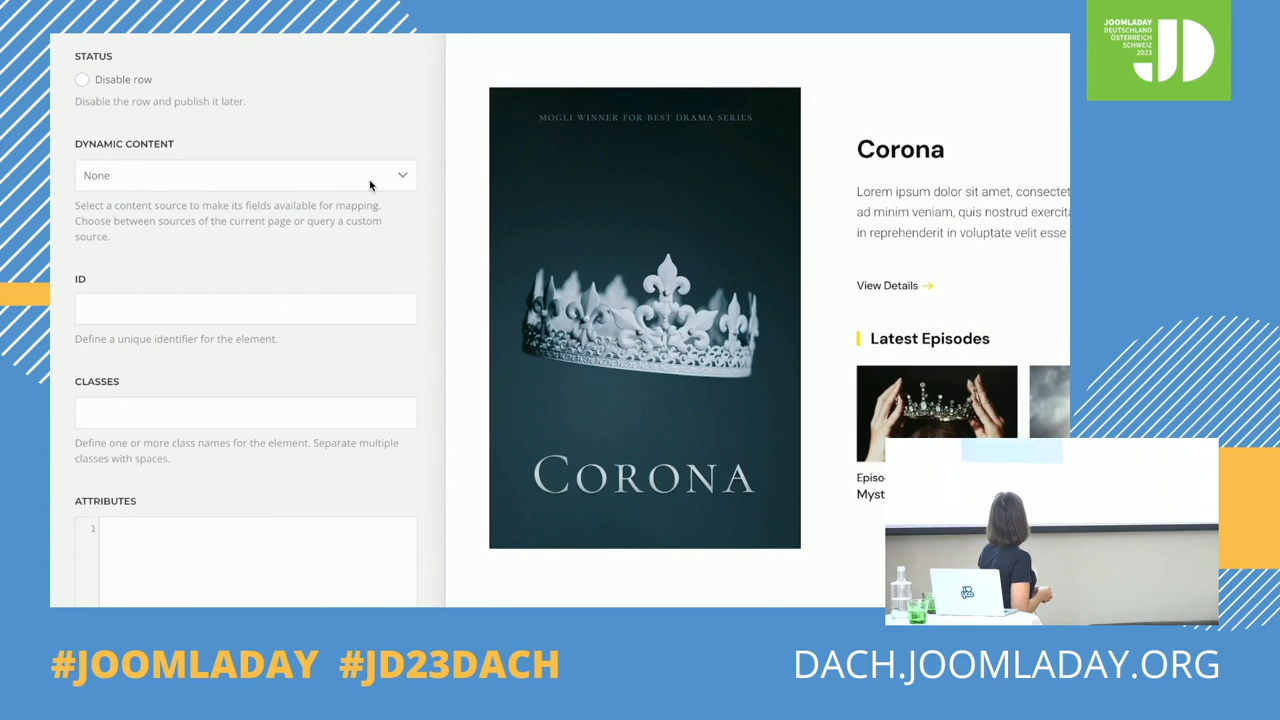 JOOMLADAY
DEUTSCHLAND
ÖSTERREICH
SCHWEIZ
2023
JD
STATUS
Disable row
Disable the row and publish it later.
DYNAMIC CONTENT
None
Select a content source to make its fields available for mapping.
Choose between sources of the current page or query a custom
source.
ID
Define a unique identifier for the element.
CLASSES
Define one or more class names for the element. Separate multiple
classes with spaces.
ATTRIBUTES
1
MOGLI WINNER FOR BEST DRAMA SERIES
CORONA
Corona
Lorem ipsum dolor sit amet, consectet
ad minim veniam, quis nostrud exercita
in reprehenderit in voluptate velit esse
View Details
Latest Episodes
Episo
Myst
#JOOMLADAY #JD23DACH
DACH.JOOMLADAY.ORG